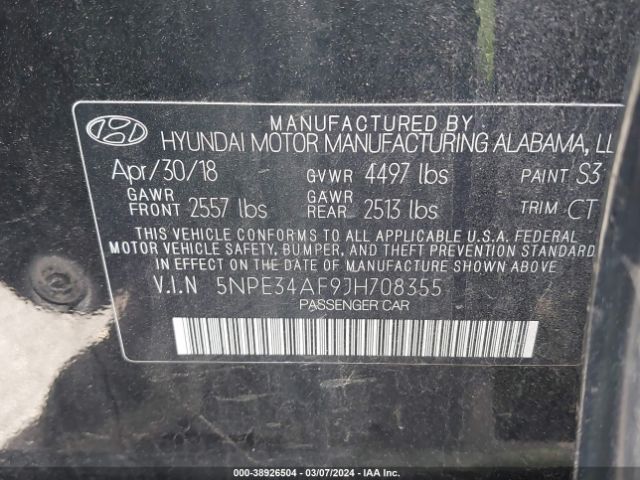 MANUFACTURED BY
HYUNDAI MOTOR MANUFACTURING ALABAMA, LL
Apr/30/18 GVWR 4497 lbs PAINT S3
GAWR FRONT 2557 lbs GAWR REAR 2513 lbs TRIM CT
THIS VEHICLE CONFORMS TO ALL APPLICABLE U.S.A. FEDERAL
MOTOR VEHICLE SAFETY, BUMPER, AND THEFT PREVENTION STANDARD
IN EFFECT ON THE DATE OF MANUFACTURE SHOWN ABOVE.
V.I.N 5NPE34AF9JH708355
PASSENGER CAR
000-38926504 — 03/07/2024 — IAA Inc.